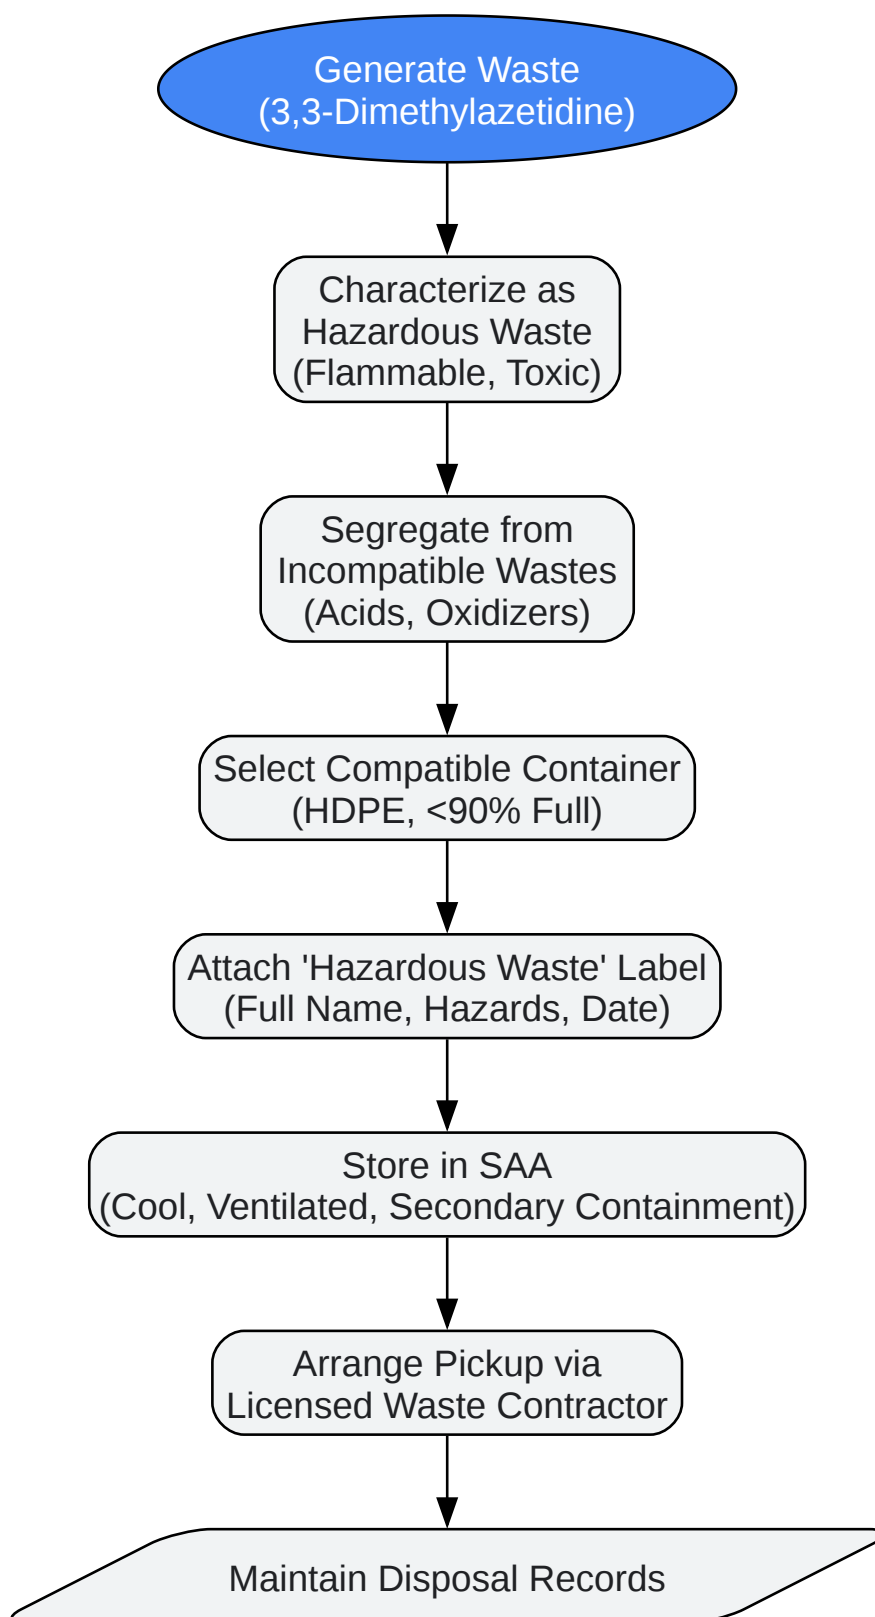 Generate Waste
(3,3-Dimethylazetidine)
Characterize as
Hazardous Waste
(Flammable, Toxic)
Segregate from
Incompatible Wastes
(Acids, Oxidizers)
Select Compatible Container
(HDPE, <90% Full)
Attach 'Hazardous Waste' Label
(Full Name, Hazards, Date)
Store in SAA
(Cool, Ventilated, Secondary Containment)
Arrange Pickup via
Licensed Waste Contractor
Maintain Disposal Records